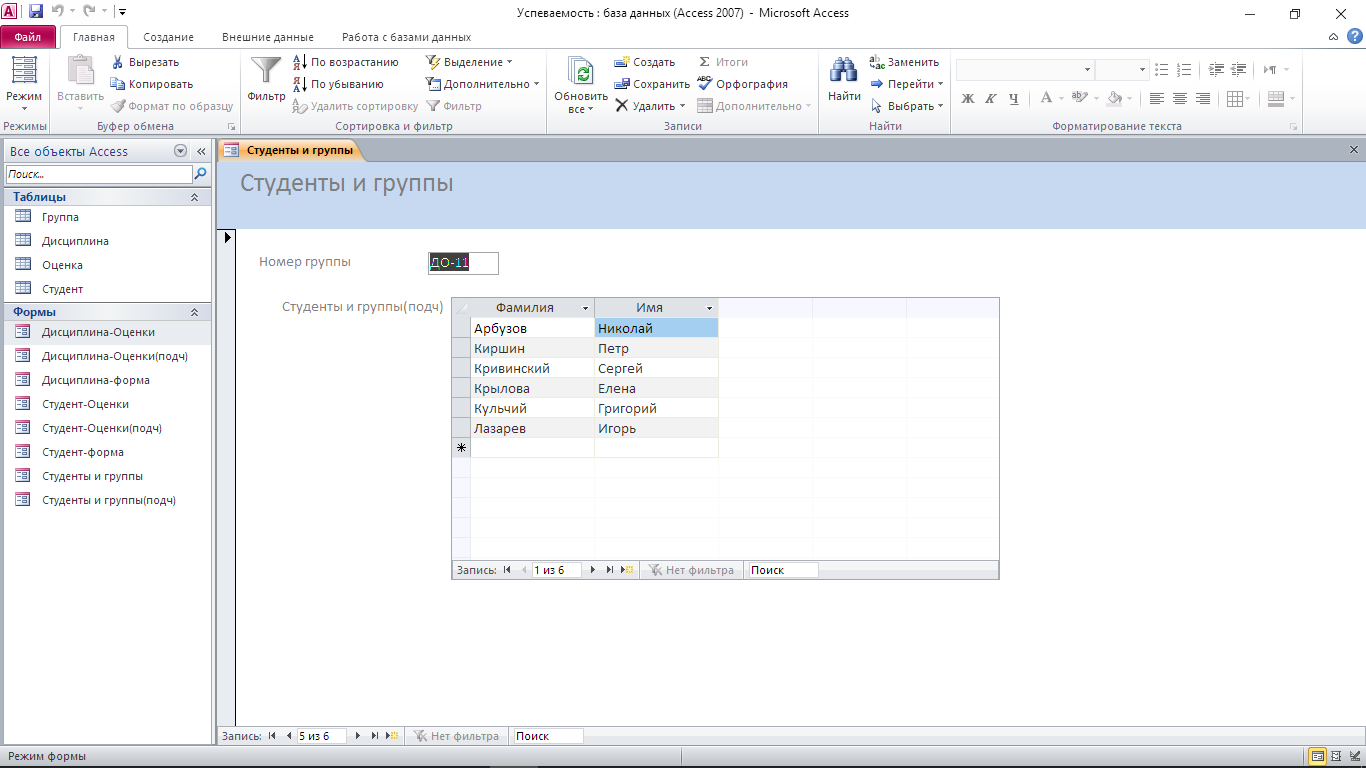 Успеваемость : база данных (Access 2007) - Microsoft Access
Файл Главная Создание Внешние данные Работа с базами данных
Режим
Режимы
Вставить
Вырезать
Копировать
Формат по образцу
Буфер обмена
Фильтр
По возрастанию
По убыванию
Удалить сортировку
Выделение
Дополнительно
Фильтр
Сортировка и фильтр
Обновить все
Создать
Сохранить
Удалить
Итоги
Орфография
Дополнительно
Записи
Найти
Заменить
Перейти
Выбрать
Найти
Ж К Ч А
Форматирование текста
Все объекты Access
Поиск...
Таблицы
Группа
Дисциплина
Оценка
Студент
Формы
Дисциплина-Оценки
Дисциплина-Оценки(подч)
Дисциплина-форма
Студент-Оценки
Студент-Оценки(подч)
Студент-форма
Студенты и группы
Студенты и группы(подч)
Студенты и группы
Студенты и группы
Номер группы ДО-11
Студенты и группы(подч)
Фамилия Имя
Арбузов Николай
Киршин Петр
Кривинский Сергей
Крылова Елена
Кульчий Григорий
Лазарев Игорь
Запись: 1 из 6 Нет фильтра Поиск
Запись: 5 из 6 Нет фильтра Поиск
Режим формы